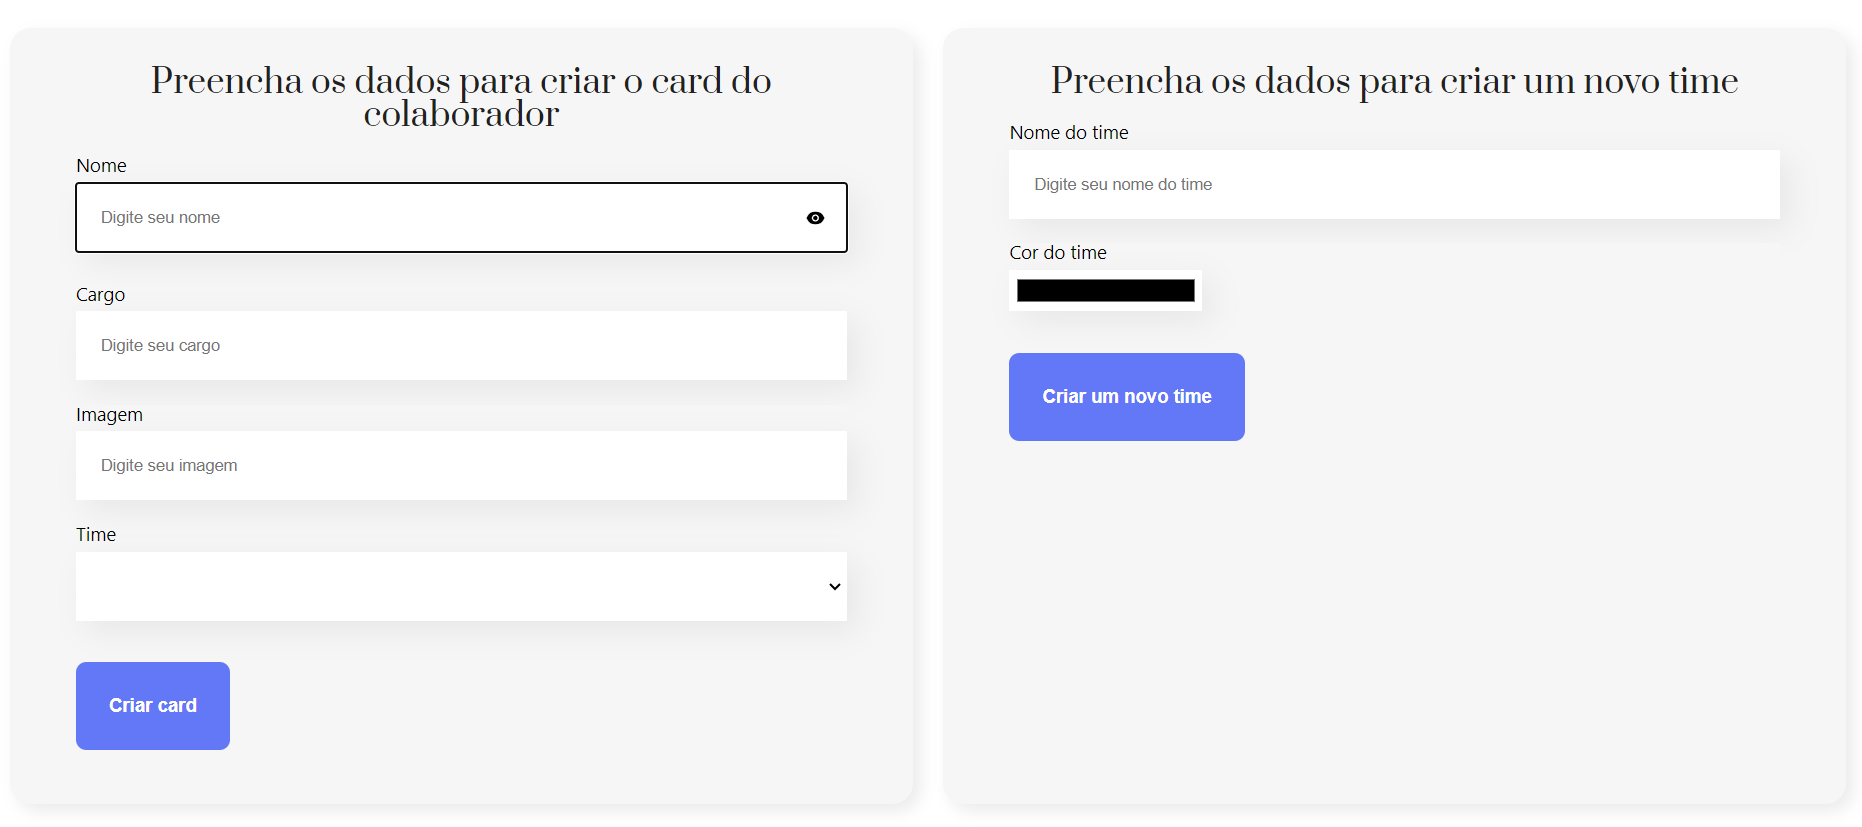 Preencha os dados para criar o card do
colaborador
Nome
Digite seu nome
Cargo
Digite seu cargo
Imagem
Digite seu imagem
Time
Criar card
Preencha os dados para criar um novo time
Nome do time
Digite seu nome do time
Cor do time
Criar um novo time